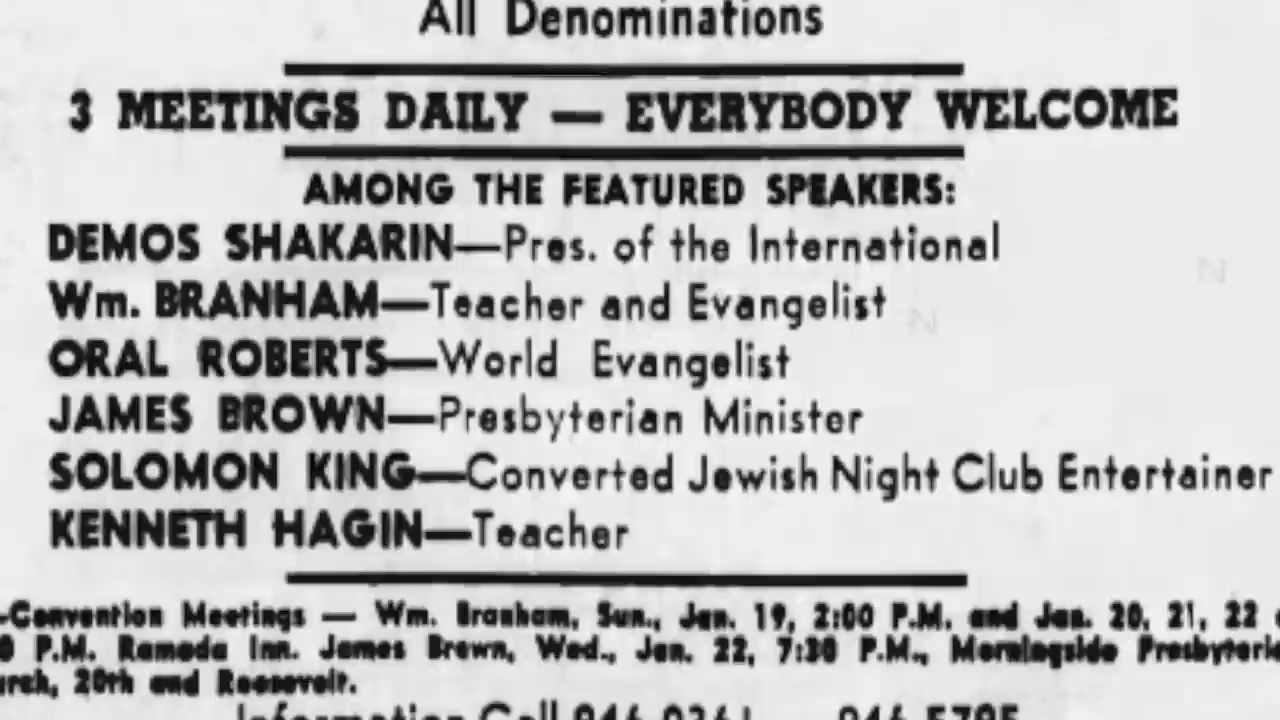 All Denominations
3 MEETINGS DAILY — EVERYBODY WELCOME
AMONG THE FEATURED SPEAKERS:
DEMOS SHAKARIN—Pres. of the International
Wm. BRANHAM—Teacher and Evangelist
ORAL ROBERTS—World Evangelist
JAMES BROWN—Presbyterian Minister
SOLOMON KING—Converted Jewish Night Club Entertainer
KENNETH HAGIN—Teacher
-Convention Meetings — Wm. Branham, Sun., Jan. 19, 2:00 P.M. and Jan. 20, 21, 22
P.M. Ramada Inn. James Brown, Wed., Jan. 22, 7:30 P.M., Morningside
20th and Roosevelt.
Information Call